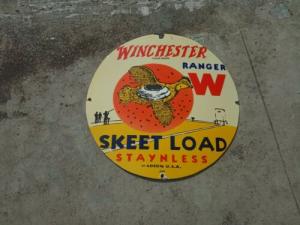 WINCHESTER
RANGER
W
SKEET LOAD
STAYNLESS
U.S.A.